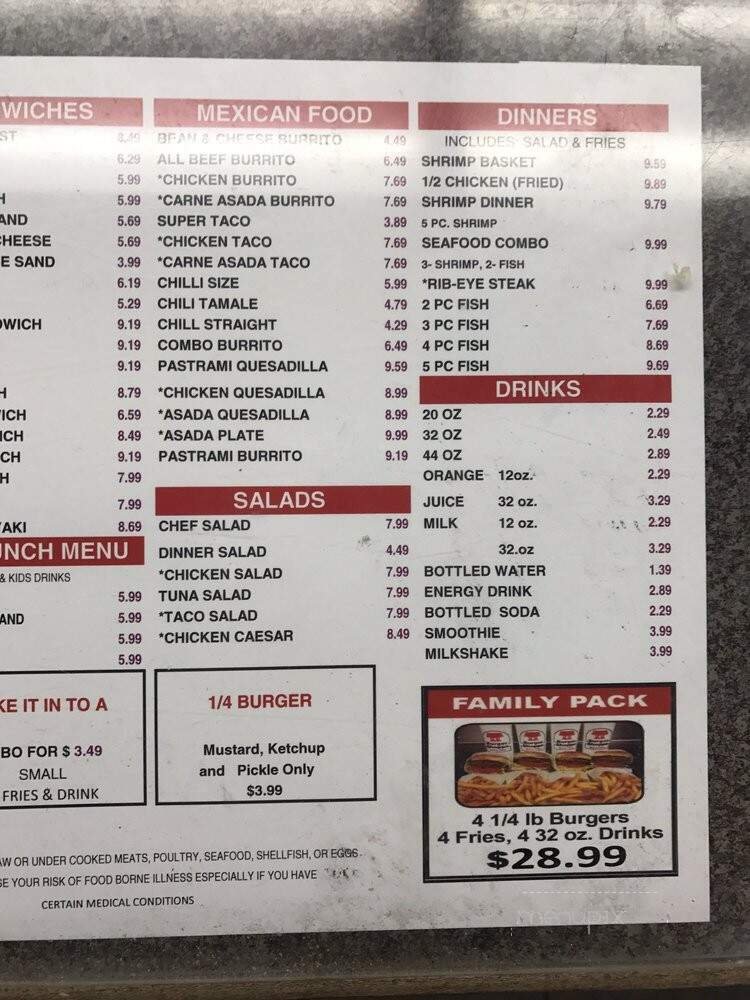 WICHES
ST 8.49
6.29
5.99
H 5.99
AND 5.69
HEESE 5.69
E SAND 3.99
6.19
5.29
WICH 9.19
9.19
H 8.79
ICH 6.59
ICH 8.49
CH 9.19
H 7.99
7.99
AKI 8.69
NCH MENU
& KIDS DRINKS
5.99
AND 5.99
5.99
5.99
KE IT IN TO A
BO FOR $ 3.49
SMALL
FRIES & DRINK
MEXICAN FOOD
BEAN & CHEESE BURRITO 4.49
ALL BEEF BURRITO 6.49
*CHICKEN BURRITO 7.69
*CARNE ASADA BURRITO 7.69
SUPER TACO 3.89
*CHICKEN TACO 7.69
*CARNE ASADA TACO 7.69
CHILLI SIZE 5.99
CHILI TAMALE 4.79
CHILL STRAIGHT 4.29
COMBO BURRITO 6.49
PASTRAMI QUESADILLA 9.59
*CHICKEN QUESADILLA 8.99
*ASADA QUESADILLA 8.99
*ASADA PLATE 9.99
PASTRAMI BURRITO 9.19
SALADS
CHEF SALAD 7.99
DINNER SALAD 4.49
*CHICKEN SALAD 7.99
TUNA SALAD 7.99
*TACO SALAD 7.99
*CHICKEN CAESAR 8.49
1/4 BURGER
Mustard, Ketchup
and Pickle Only
$3.99
DINNERS
INCLUDES: SALAD & FRIES
SHRIMP BASKET 9.59
1/2 CHICKEN (FRIED) 9.89
SHRIMP DINNER 9.79
5 PC. SHRIMP
SEAFOOD COMBO 9.99
3- SHRIMP, 2- FISH
*RIB-EYE STEAK 9.99
2 PC FISH 6.69
3 PC FISH 7.69
4 PC FISH 8.69
5 PC FISH 9.69
DRINKS
20 OZ 2.29
32 OZ 2.49
44 OZ 2.89
ORANGE 12oz. 2.29
JUICE 32 oz. 3.29
MILK 12 oz. 2.29
32.oz 3.29
BOTTLED WATER 1.39
ENERGY DRINK 2.89
BOTTLED SODA 2.29
SMOOTHIE 3.99
MILKSHAKE 3.99
FAMILY PACK
4 1/4 lb Burgers
4 Fries, 4 32 oz. Drinks
$28.99
AW OR UNDER COOKED MEATS, POULTRY, SEAFOOD, SHELLFISH, OR EGGS
SE YOUR RISK OF FOOD BORNE ILLNESS ESPECIALLY IF YOU HAVE
CERTAIN MEDICAL CONDITIONS
menupix